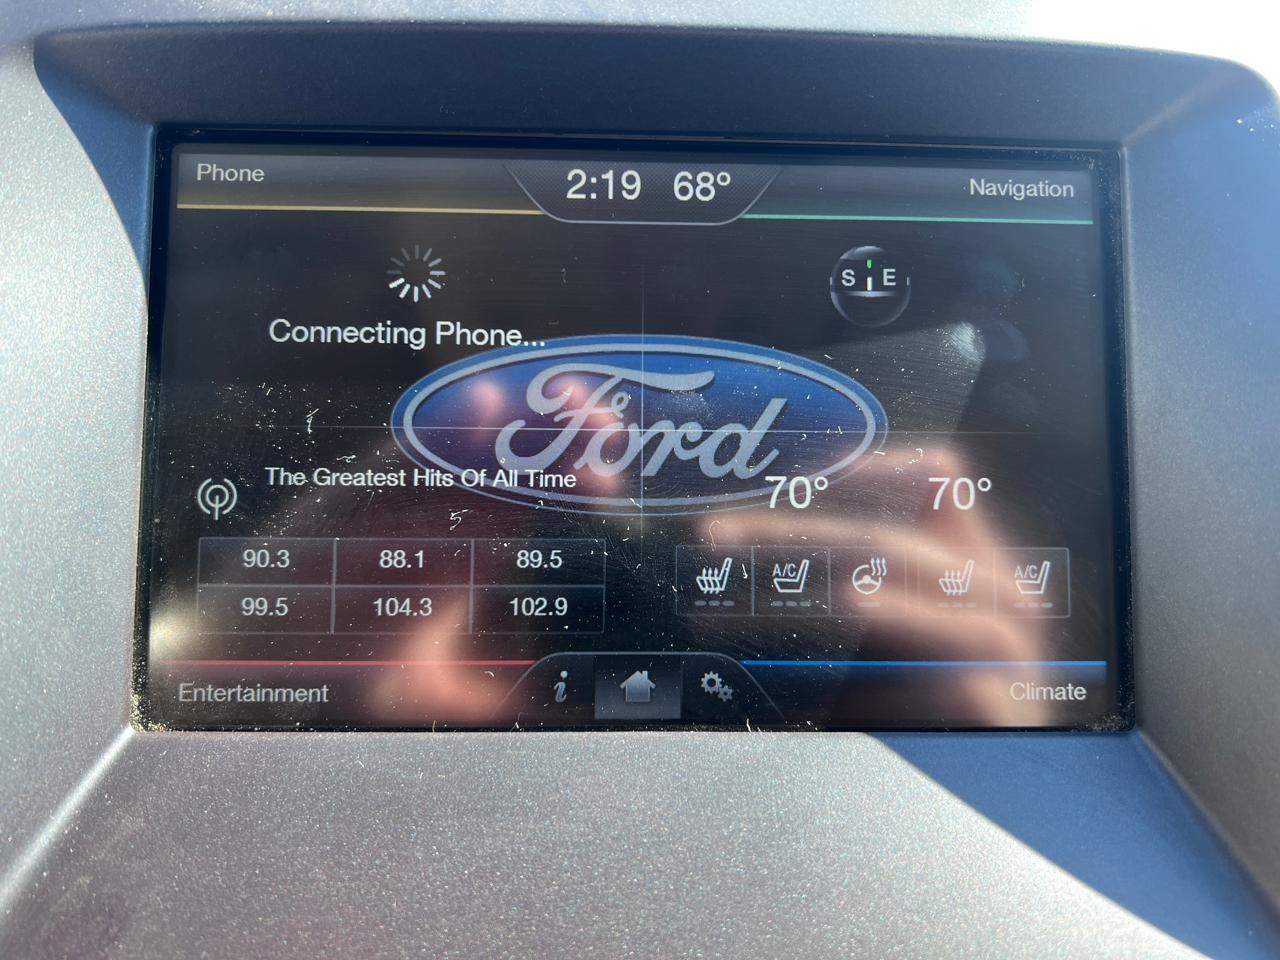 Phone
2:19 68°
Navigation
Connecting Phone...
S E
Ford
The Greatest Hits Of All Time
70° 70°
90.3 88.1 89.5
99.5 104.3 102.9
A/C A/C
Entertainment
i
Climate